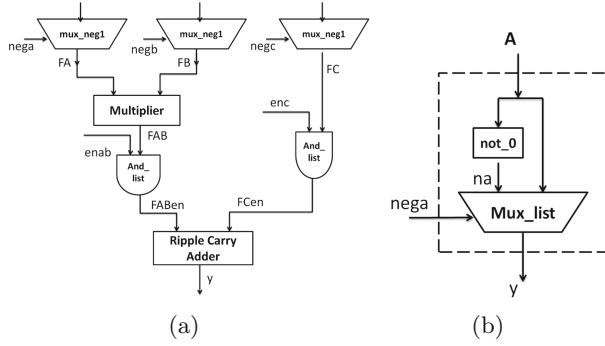 mux_neg1
mux_neg1
mux_neg1
nega
negb
negc
FA
FB
FC
Multiplier
enc
FAB
enab
And_
list
And_
list
FABen
FCen
Ripple Carry
Adder
y
(a)
A
not_0
na
nega
Mux_list
y
(b)